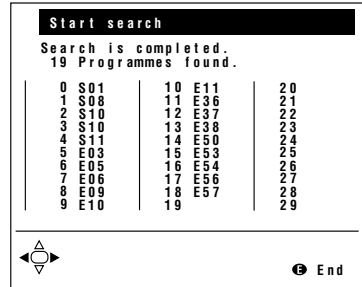 Start search
Search is completed.
19 Programmes found.
0 S01 10 E11 20
1 S08 11 E36 21
2 S10 12 E37 22
3 S10 13 E38 23
4 S11 14 E50 24
5 E03 15 E53 25
6 E05 16 E54 26
7 E06 17 E56 27
8 E09 18 E57 28
9 E10 19 29
E End